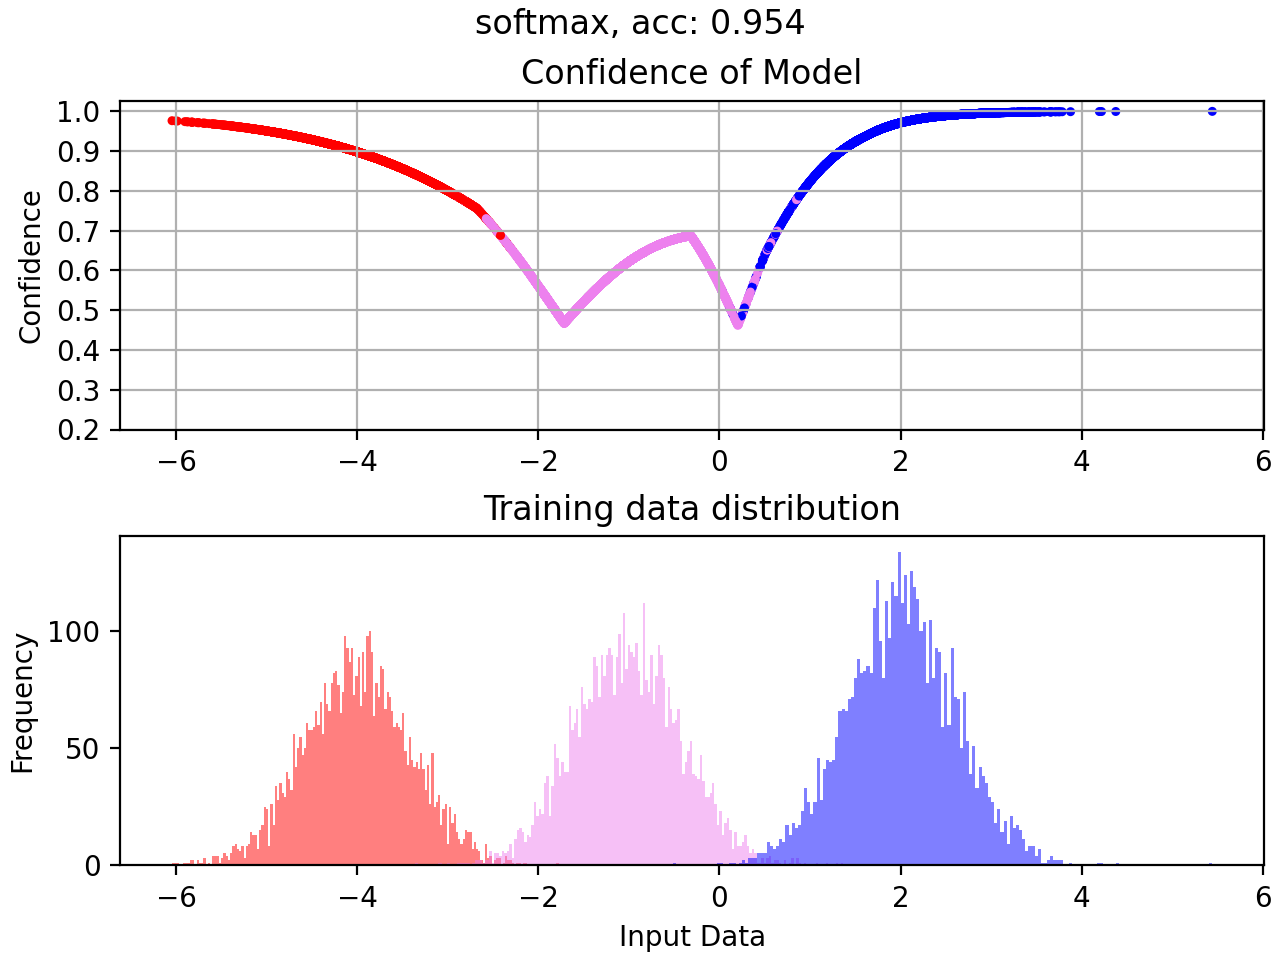 softmax, acc: 0.954
Confidence of Model
Confidence
1.0
0.9
0.8
0.7
0.6
0.5
0.4
0.3
0.2
−6 −4 −2 0 2 4 6
Training data distribution
Frequency
100
50
0
−6 −4 −2 0 2 4 6
Input Data